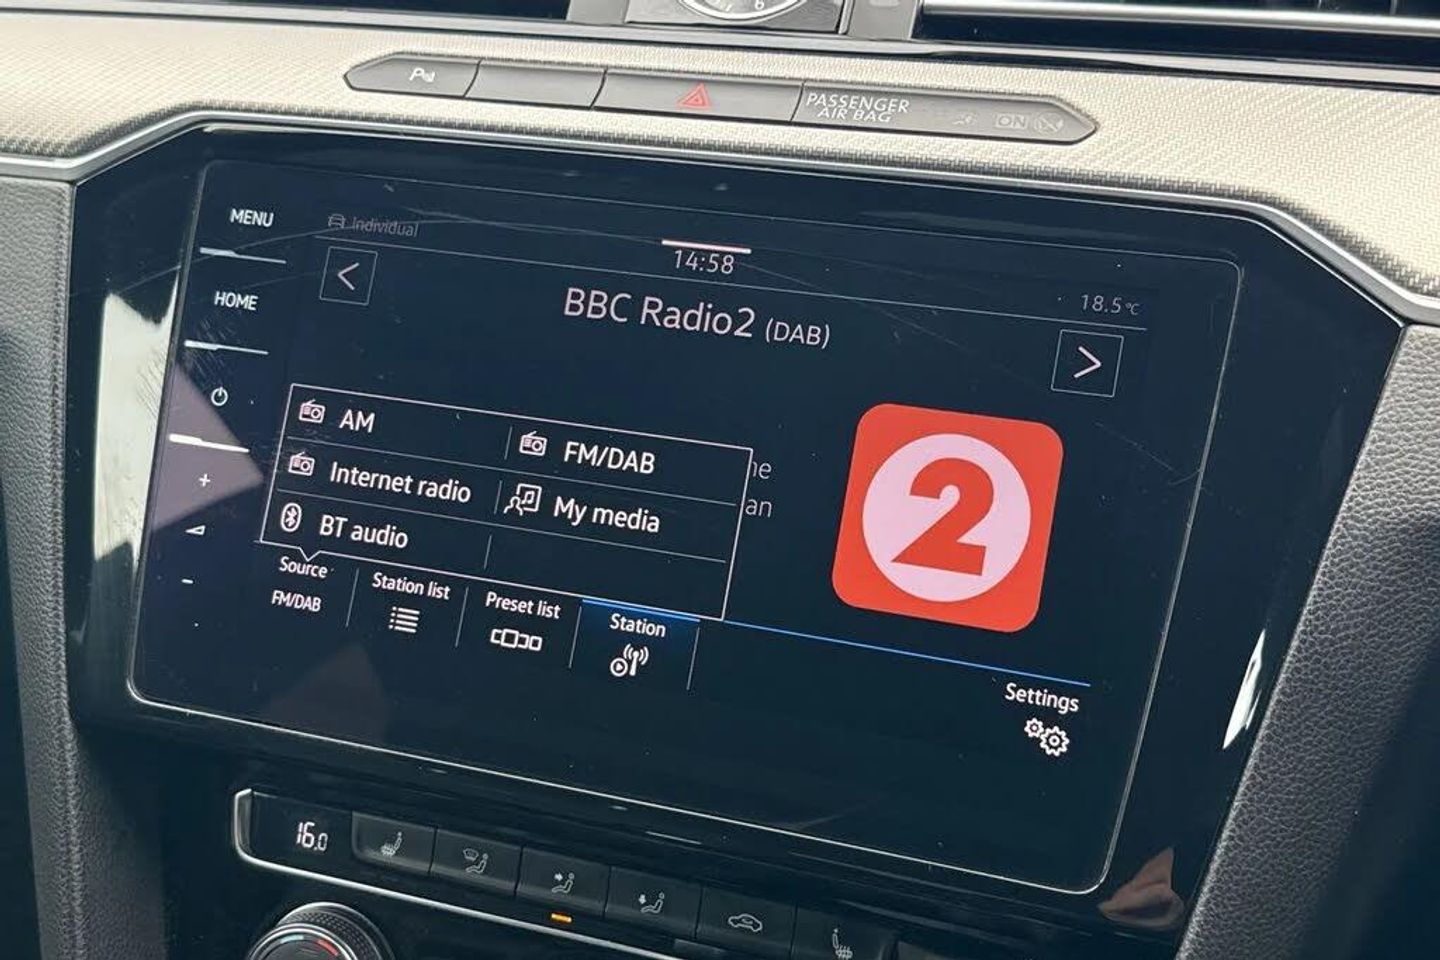 PASSENGER
AIR BAG
ON
MENU
Individual
14:58
18.5°C
HOME
BBC Radio2 (DAB)
AM
FM/DAB
Internet radio
My media
BT audio
an
2
Source
FM/DAB
Station list
Preset list
Station
Settings
16.0